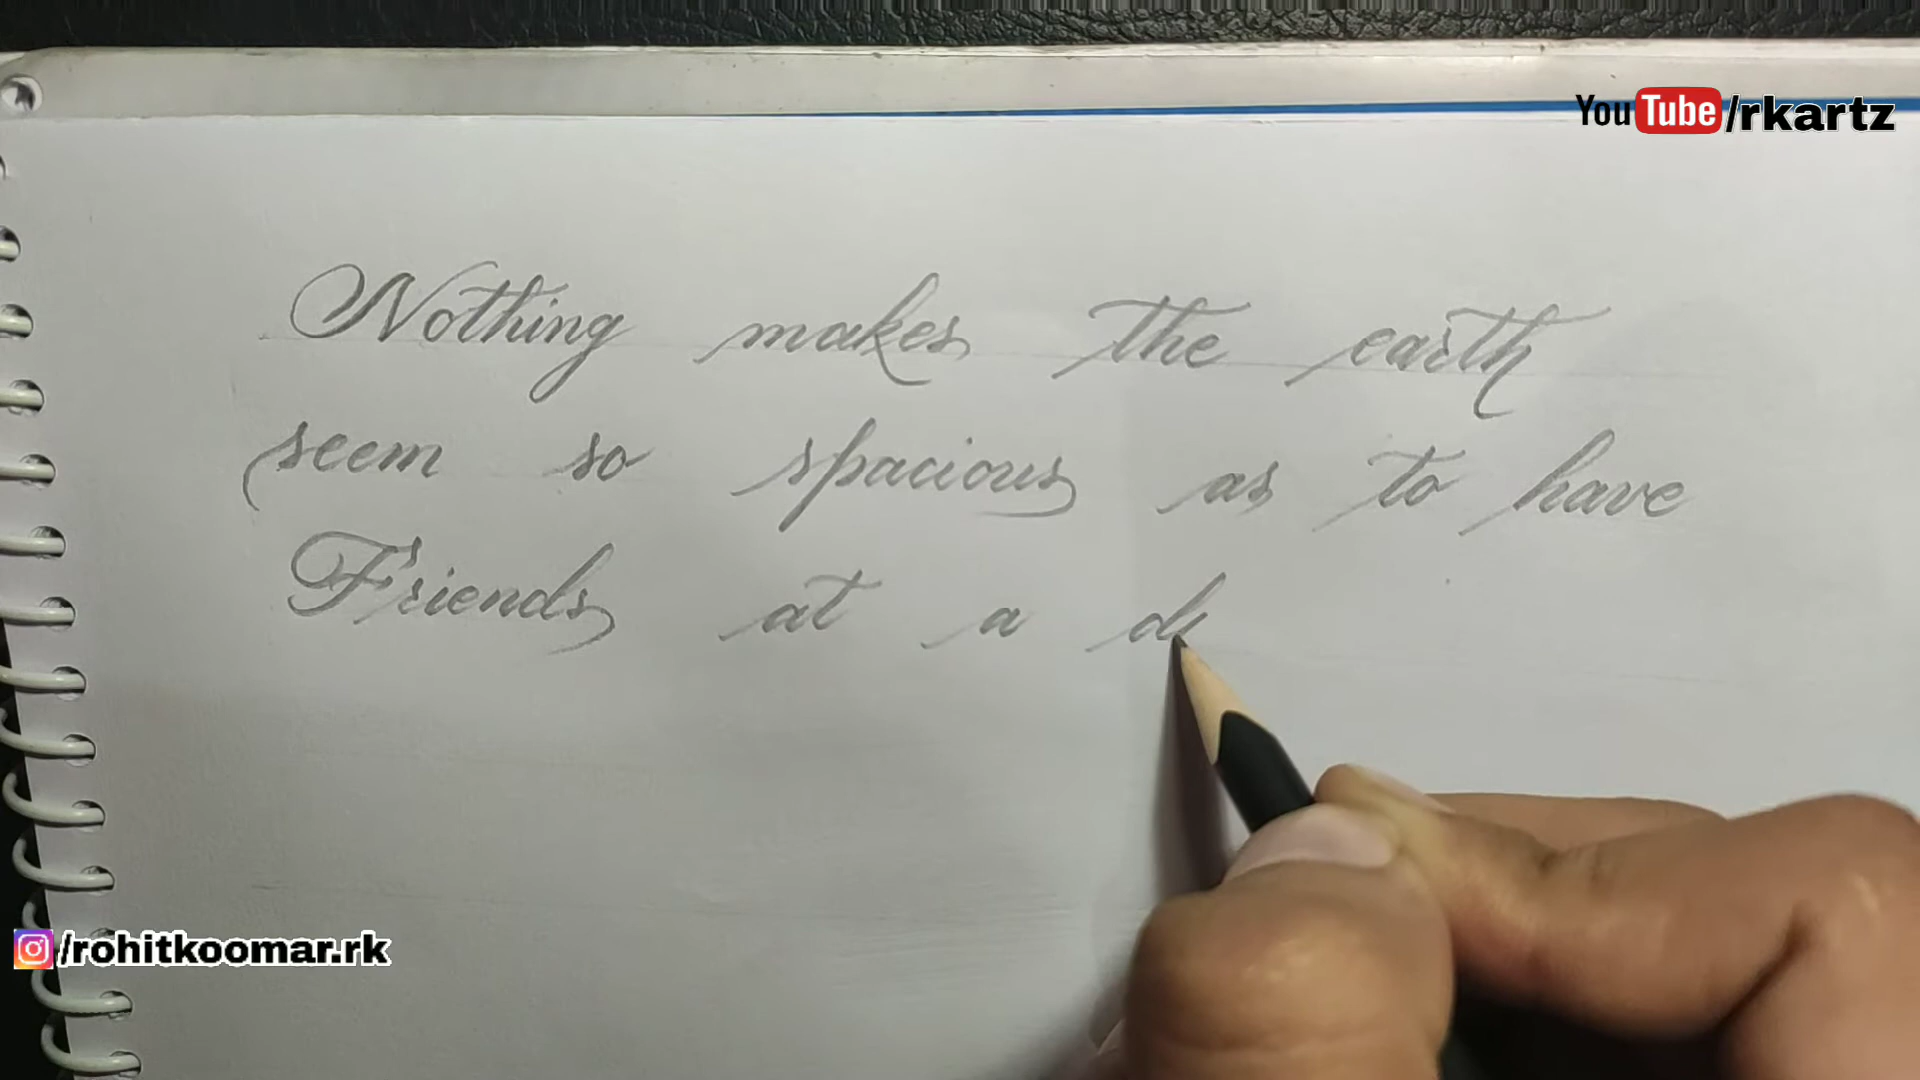 YouTube/rkartz
Nothing makes the earth
seem so spacious as to have
Friends at a d
/rohitkoomar.rk